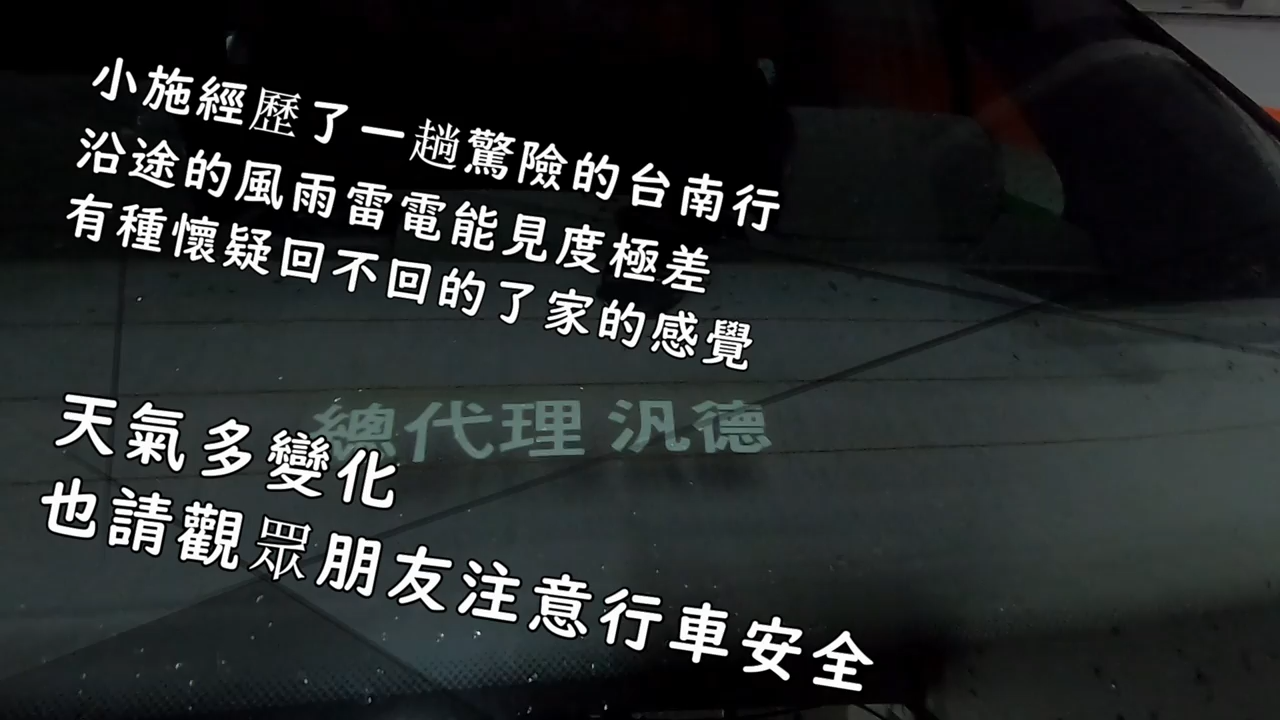 小施經歷了一趟驚險的台南行
沿途的風雨雷電能見度極差
有種懷疑回不回的了家的感覺
總代理 汎德
天氣多變化
也請觀眾朋友注意行車安全